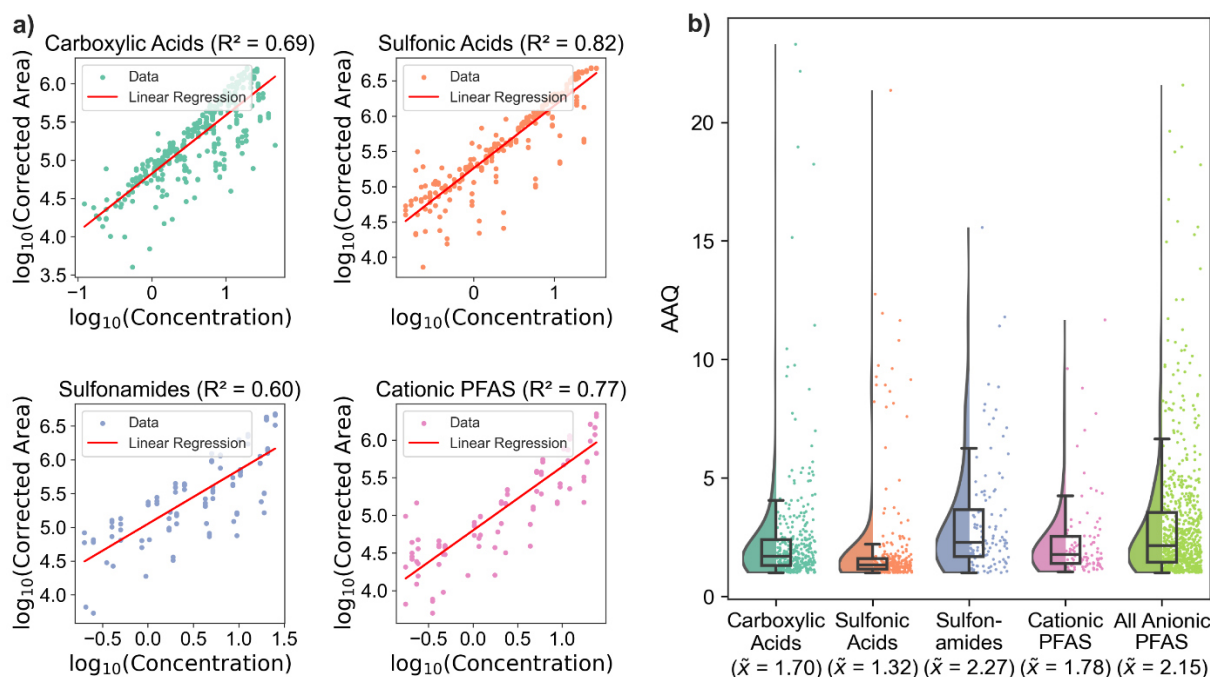 a)
Carboxylic Acids (R² = 0.69)
Data
Linear Regression
log₁₀(Corrected Area)
6.0
5.5
5.0
4.5
4.0
3.5
−1
0
1
log₁₀(Concentration)
Sulfonic Acids (R² = 0.82)
Data
Linear Regression
log₁₀(Corrected Area)
6.5
6.0
5.5
5.0
4.5
4.0
0
1
log₁₀(Concentration)
Sulfonamides (R² = 0.60)
Data
Linear Regression
log₁₀(Corrected Area)
6.5
6.0
5.5
5.0
4.5
4.0
−0.5
0.0
0.5
1.0
1.5
log₁₀(Concentration)
Cationic PFAS (R² = 0.77)
Data
Linear Regression
log₁₀(Corrected Area)
6.0
5.5
5.0
4.5
4.0
−0.5
0.0
0.5
1.0
log₁₀(Concentration)
b)
AAQ
20
15
10
5
0
Carboxylic
Acids
(x̃ = 1.70)
Sulfonic
Acids
(x̃ = 1.32)
Sulfon-
amides
(x̃ = 2.27)
Cationic
PFAS
(x̃ = 1.78)
All Anionic
PFAS
(x̃ = 2.15)